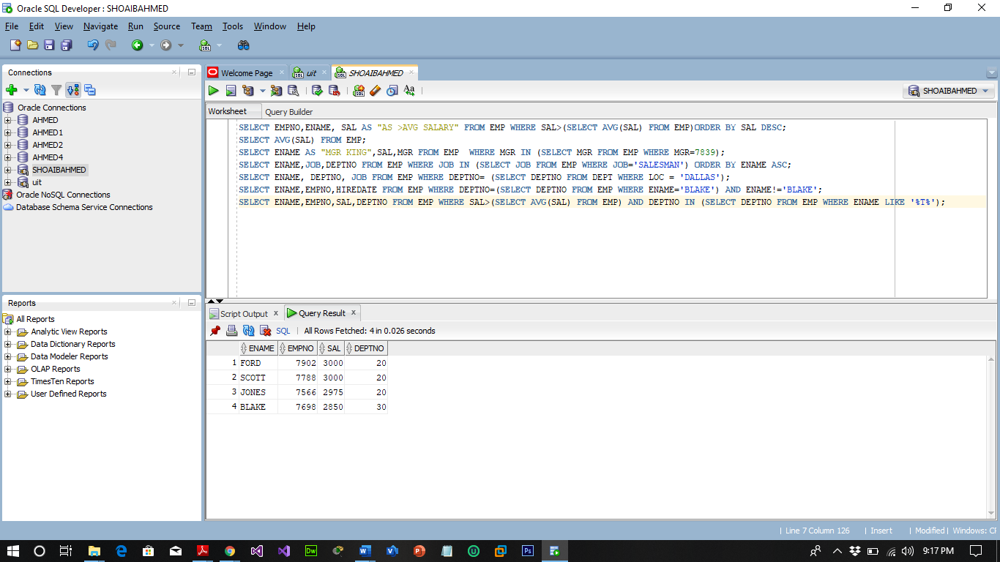 Oracle SQL Developer : SHOAIBAHMED
File Edit View Navigate Run Source Team Tools Window Help
Connections
Oracle Connections
AHMED
AHMED1
AHMED2
AHMED4
SHOAIBAHMED
uit
Oracle NoSQL Connections
Database Schema Service Connections
Reports
All Reports
Analytic View Reports
Data Dictionary Reports
Data Modeler Reports
OLAP Reports
TimesTen Reports
User Defined Reports
Welcome Page uit SHOAIBAHMED
SHOAIBAHMED
Worksheet Query Builder
SELECT EMPNO,ENAME, SAL AS "AS >AVG SALARY" FROM EMP WHERE SAL>(SELECT AVG(SAL) FROM EMP)ORDER BY SAL DESC;
SELECT AVG(SAL) FROM EMP;
SELECT ENAME AS "MGR KING",SAL,MGR FROM EMP  WHERE MGR IN (SELECT MGR FROM EMP WHERE MGR=7839);
SELECT ENAME,JOB,DEPTNO FROM EMP WHERE JOB IN (SELECT JOB FROM EMP WHERE JOB='SALESMAN') ORDER BY ENAME ASC;
SELECT ENAME, DEPTNO, JOB FROM EMP WHERE DEPTNO= (SELECT DEPTNO FROM DEPT WHERE LOC = 'DALLAS');
SELECT ENAME,EMPNO,HIREDATE FROM EMP WHERE DEPTNO=(SELECT DEPTNO FROM EMP WHERE ENAME='BLAKE') AND ENAME!='BLAKE';
SELECT ENAME,EMPNO,SAL,DEPTNO FROM EMP WHERE SAL>(SELECT AVG(SAL) FROM EMP) AND DEPTNO IN (SELECT DEPTNO FROM EMP WHERE ENAME LIKE '%T%');
Script Output x Query Result x
SQL | All Rows Fetched: 4 in 0.026 seconds
ENAME EMPNO SAL DEPTNO
1 FORD 7902 3000 20
2 SCOTT 7788 3000 20
3 JONES 7566 2975 20
4 BLAKE 7698 2850 30
| Line 7 Column 126 | Insert | Modified | Windows: CF
9:17 PM